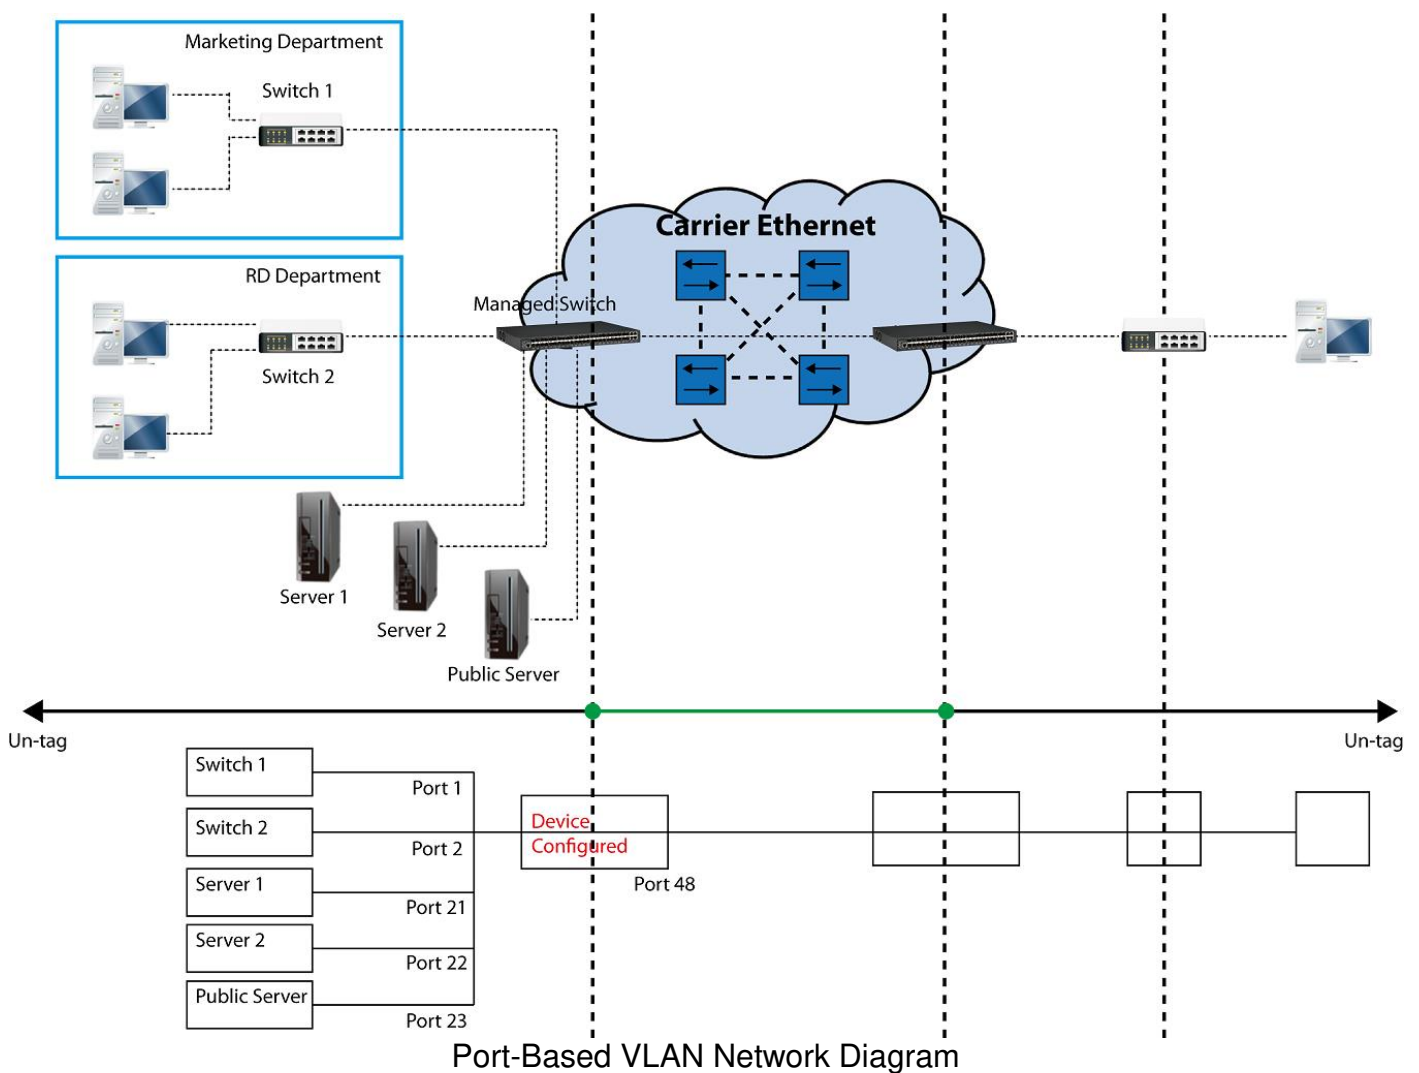 Marketing Department
Switch 1
Carrier Ethernet
RD Department
Managed Switch
Switch 2
Server 1
Server 2
Public Server
Un-tag
Un-tag
Switch 1
Port 1
Switch 2
Port 2
Device
Configured
Port 48
Server 1
Port 21
Server 2
Port 22
Public Server
Port 23
Port-Based VLAN Network Diagram